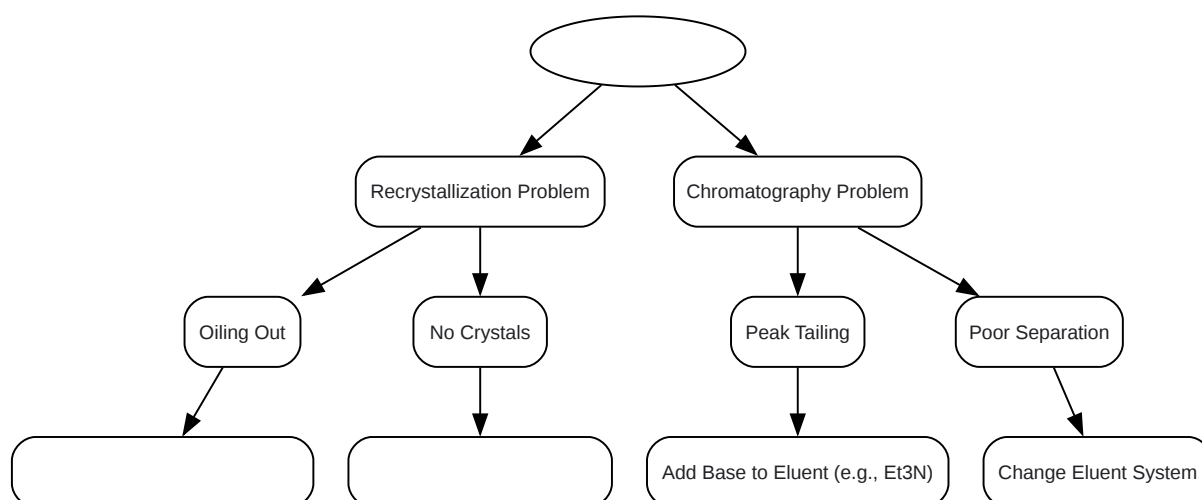 Recrystallization Problem
Chromatography Problem
Oiling Out
No Crystals
Peak Tailing
Poor Separation
Add Base to Eluent (e.g., Et3N)
Change Eluent System